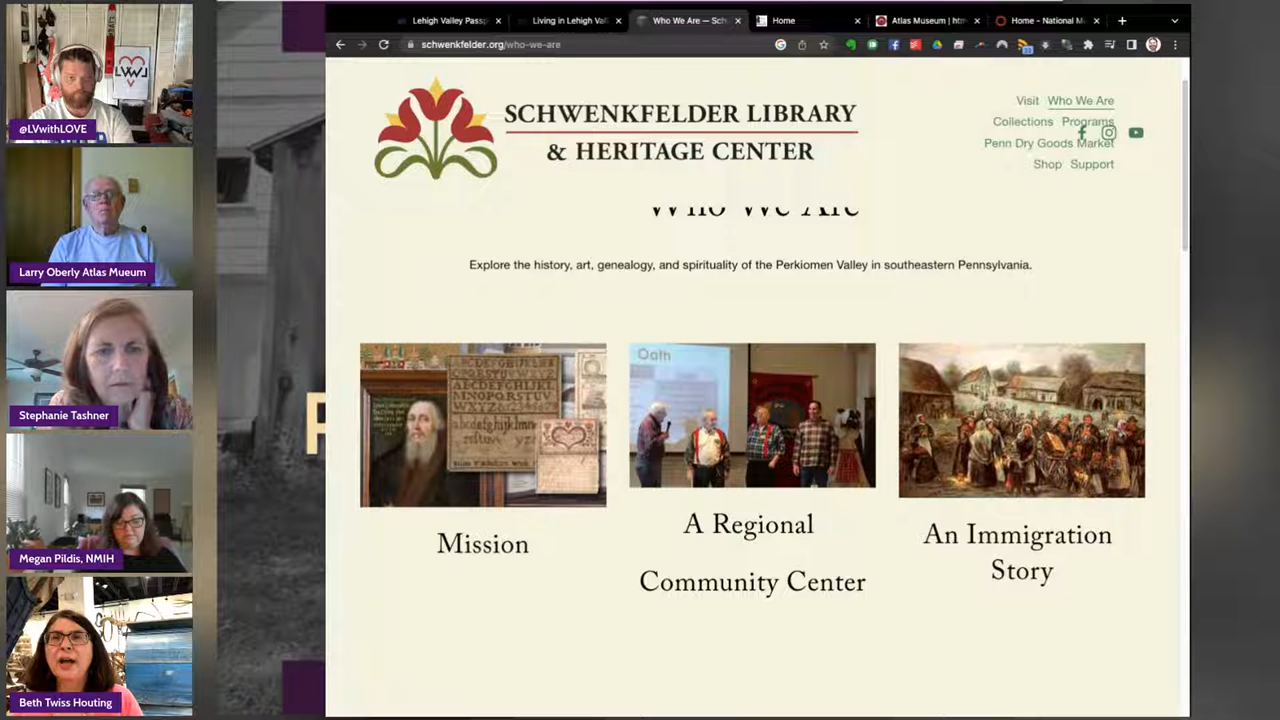 Lehigh Valley Passp
Living in Lehigh Val
Who We Are — Sch
Home
Atlas Museum | htm
Home - National M
schwenkfelder.org/who-we-are
SCHWENKFELDER LIBRARY
& HERITAGE CENTER
Visit Who We Are
Collections Programs
Penn Dry Goods Market
Shop Support
Who We Are
Explore the history, art, genealogy, and spirituality of the Perkiomen Valley in southeastern Pennsylvania.
Oath
Mission
A Regional
Community Center
An Immigration
Story
LVWL
@LVwithLOVE
Larry Oberly Atlas Mueum
Stephanie Tashner
Megan Pildis, NMIH
Beth Twiss Houting